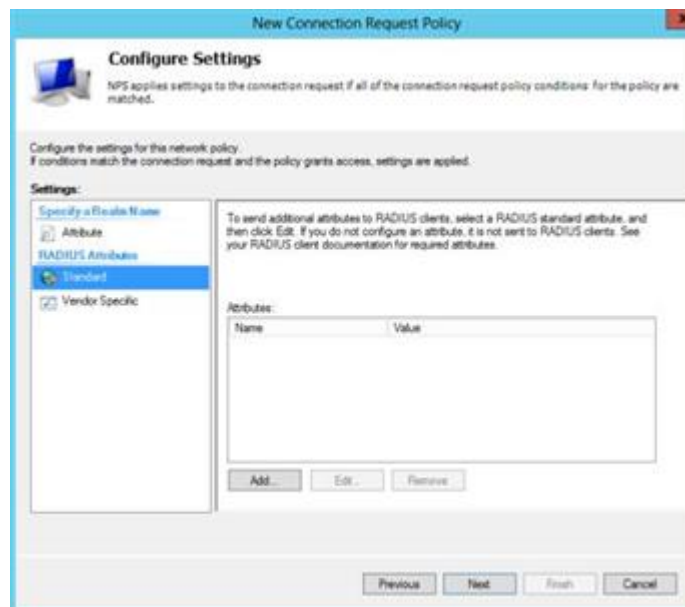 New Connection Request Policy
Configure Settings
NPS applies settings to the connection request if all of the connection request policy conditions for the policy are
matched.
Configure the settings for this network policy.
If conditions match the connection request and the policy grants access, settings are applied.
Settings:
Specify a Realm Name
Attribute
RADIUS Attributes
Standard
Vendor Specific
To send additional attributes to RADIUS clients, select a RADIUS standard attribute, and
then click Edit. If you do not configure an attribute, it is not sent to RADIUS clients. See
your RADIUS client documentation for required attributes.
Attributes:
Name Value
Add... Edit... Remove
Previous Next Finish Cancel